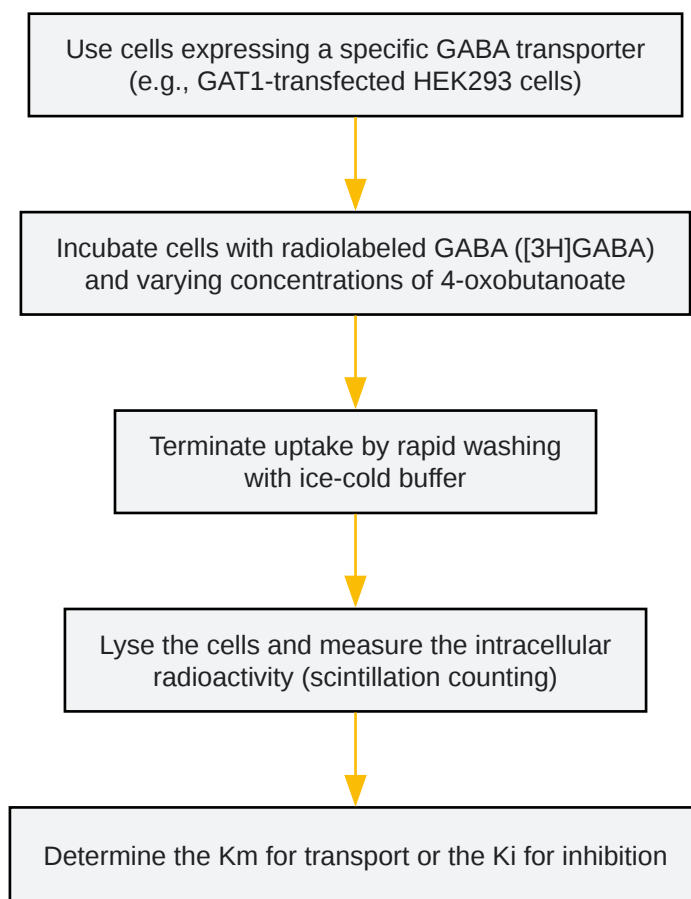 Use cells expressing a specific GABA transporter
(e.g., GAT1-transfected HEK293 cells)
Incubate cells with radiolabeled GABA ([3H]GABA)
and varying concentrations of 4-oxobutanoate
Terminate uptake by rapid washing
with ice-cold buffer
Lyse the cells and measure the intracellular
radioactivity (scintillation counting)
Determine the Km for transport or the Ki for inhibition